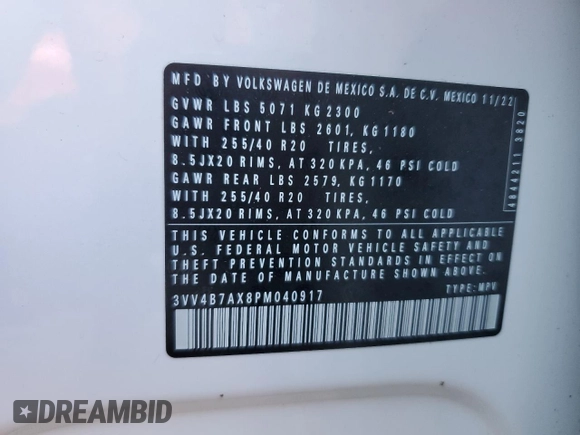 MFD BY VOLKSWAGEN DE MEXICO S.A. DE C.V. MEXICO 11/22
GVWR LBS 5071 KG 2300
GAWR FRONT LBS 2601, KG 1180
WITH 255/40 R20 TIRES,
8.5JX20 RIMS, AT 320 KPA, 46 PSI COLD
GAWR REAR LBS 2579, KG 1170
WITH 255/40 R20 TIRES,
8.5JX20 RIMS, AT 320 KPA, 46 PSI COLD
THIS VEHICLE CONFORMS TO ALL APPLICABLE
U.S. FEDERAL MOTOR VEHICLE SAFETY AND
THEFT PREVENTION STANDARDS IN EFFECT ON
THE DATE OF MANUFACTURE SHOWN ABOVE.
3VV4B7AX8PM040917 TYPE: MPV
4844211 3820
DREAMBID